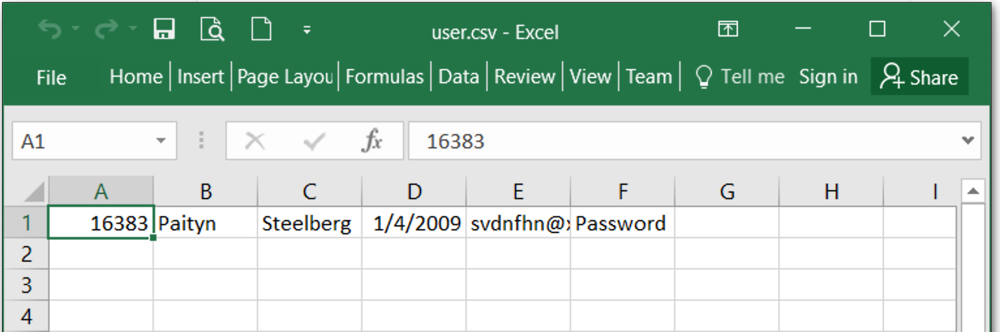 user.csv - Excel
File Home Insert Page Layou Formulas Data Review View Team Tell me Sign in Share
A1 fx 16383
A B C D E F G H I
1 16383 Paityn Steelberg 1/4/2009 svdnfhn@ Password
2
3
4